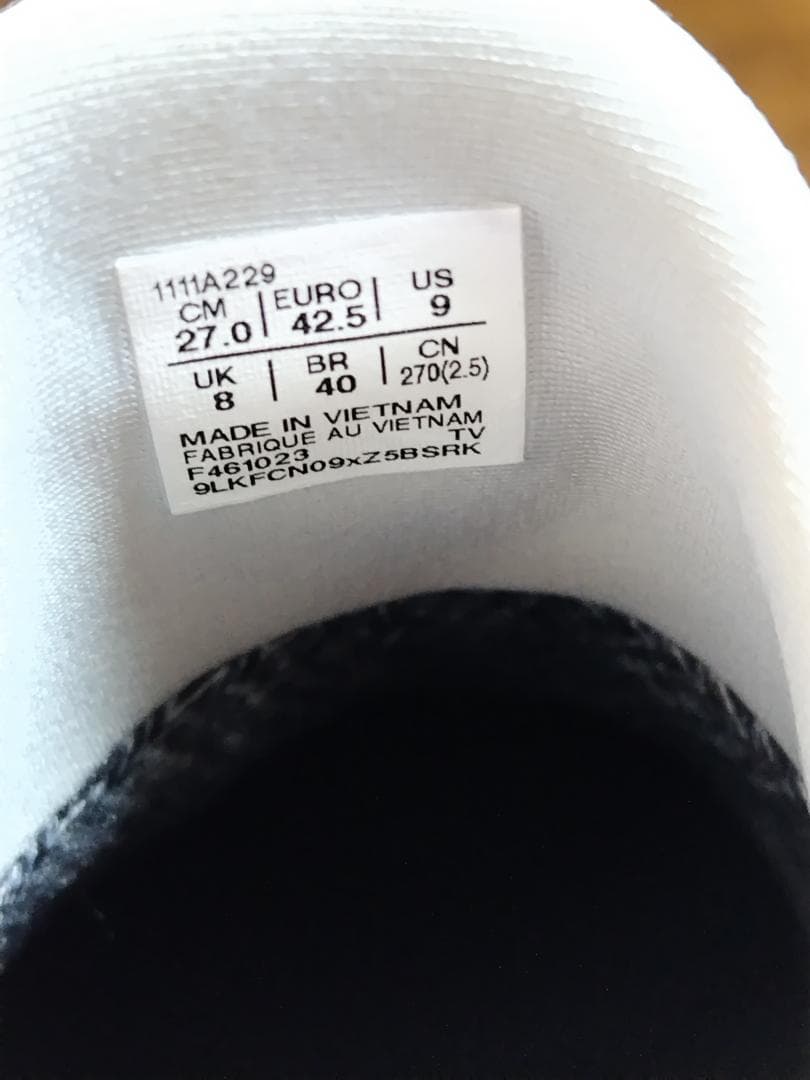 1111A229
CM | EURO | US
27.0 | 42.5 | 9
UK | BR | CN
8 | 40 | 270(2.5)
MADE IN VIETNAM
FABRIQUE AU VIETNAM
F461023 TV
9LKFCN09xZ5BSRK